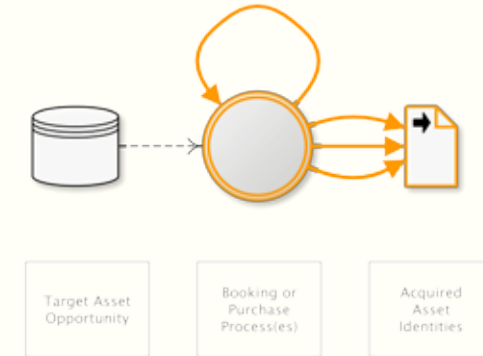 Target Asset
Opportunity
Booking or
Purchase
Process(es)
Acquired
Asset
Identities